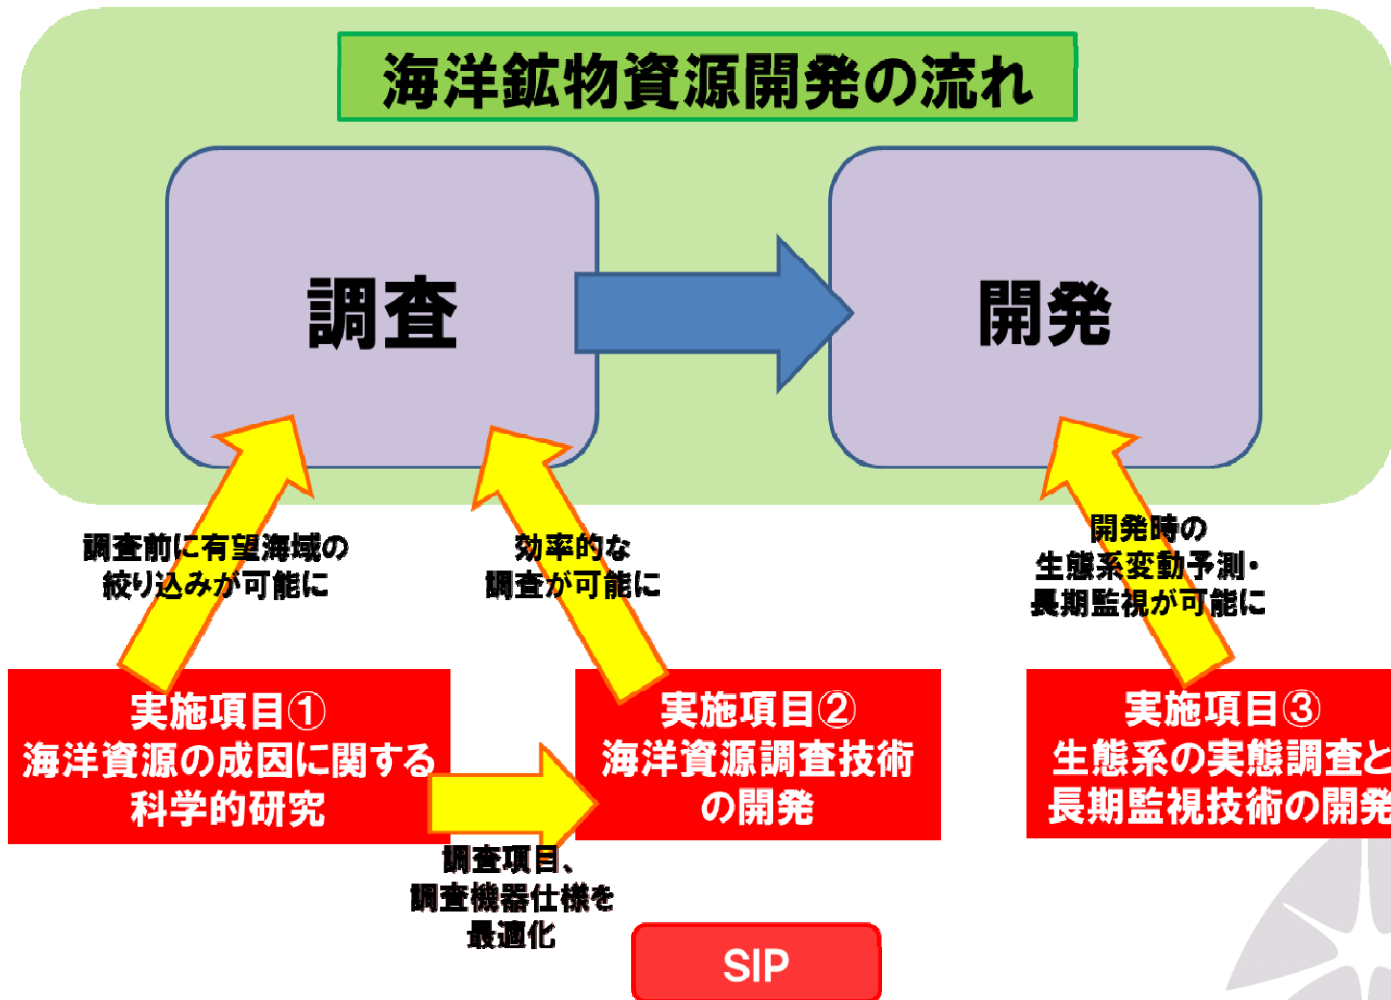 海洋鉱物資源開発の流れ
調査
開発
調査前に有望海域の
絞り込みが可能に
効率的な
調査が可能に
開発時の
生態系変動予測・
長期監視が可能に
実施項目①
海洋資源の成因に関する
科学的研究
実施項目②
海洋資源調査技術
の開発
実施項目③
生態系の実態調査と
長期監視技術の開発
調査項目、
調査機器仕様を
最適化
SIP